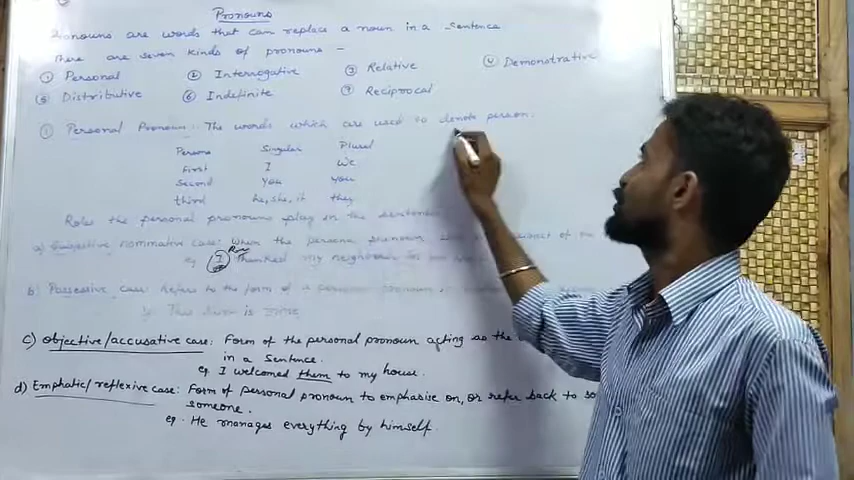 Pronouns
Pronouns are words that can replace a noun in a sentence
There are seven kinds of pronouns –
① Personal ② Interrogative ③ Relative ④ Demonstrative
⑤ Distributive ⑥ Indefinite ⑦ Reciprocal
① Personal Pronoun: The words which are used to denote person.
Persons Singular Plural
First I We
Second You You
third he, she, it they
Roles the personal pronouns play in the sentence
a) Subjective nominative case: When the persona pronoun of
eg I thanked my neighbour
b) Possessive case: refers to the form of a personal pronoun
This is mine
c) Objective/accusative case: Form of the personal pronoun acting as the
in a sentence.
eg I welcomed them to my house.
d) Emphatic/reflexive case: Form of personal pronoun to emphasise on, or refer back to
someone.
eg. He manages everything by himself.